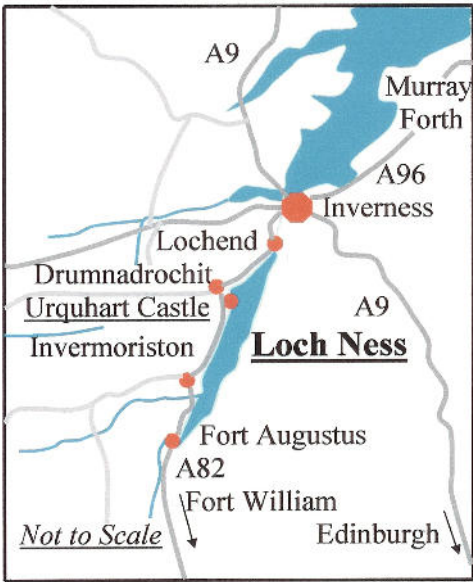 A9
Murray
Forth
A96
Inverness
Lochend
Drumnadrochit
Urquhart Castle
A9
Invermoriston
Loch Ness
Fort Augustus
A82
Fort William
Not to Scale
Edinburgh